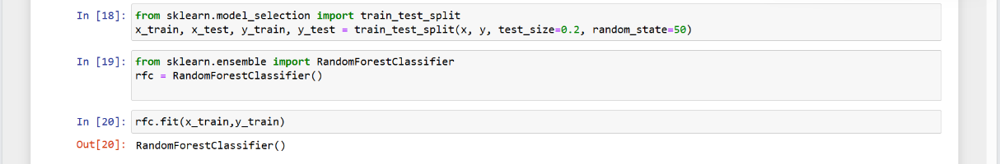 In [18]: from sklearn.model_selection import train_test_split
x_train, x_test, y_train, y_test = train_test_split(x, y, test_size=0.2, random_state=50)
In [19]: from sklearn.ensemble import RandomForestClassifier
rfc = RandomForestClassifier()
In [20]: rfc.fit(x_train,y_train)
Out[20]: RandomForestClassifier()